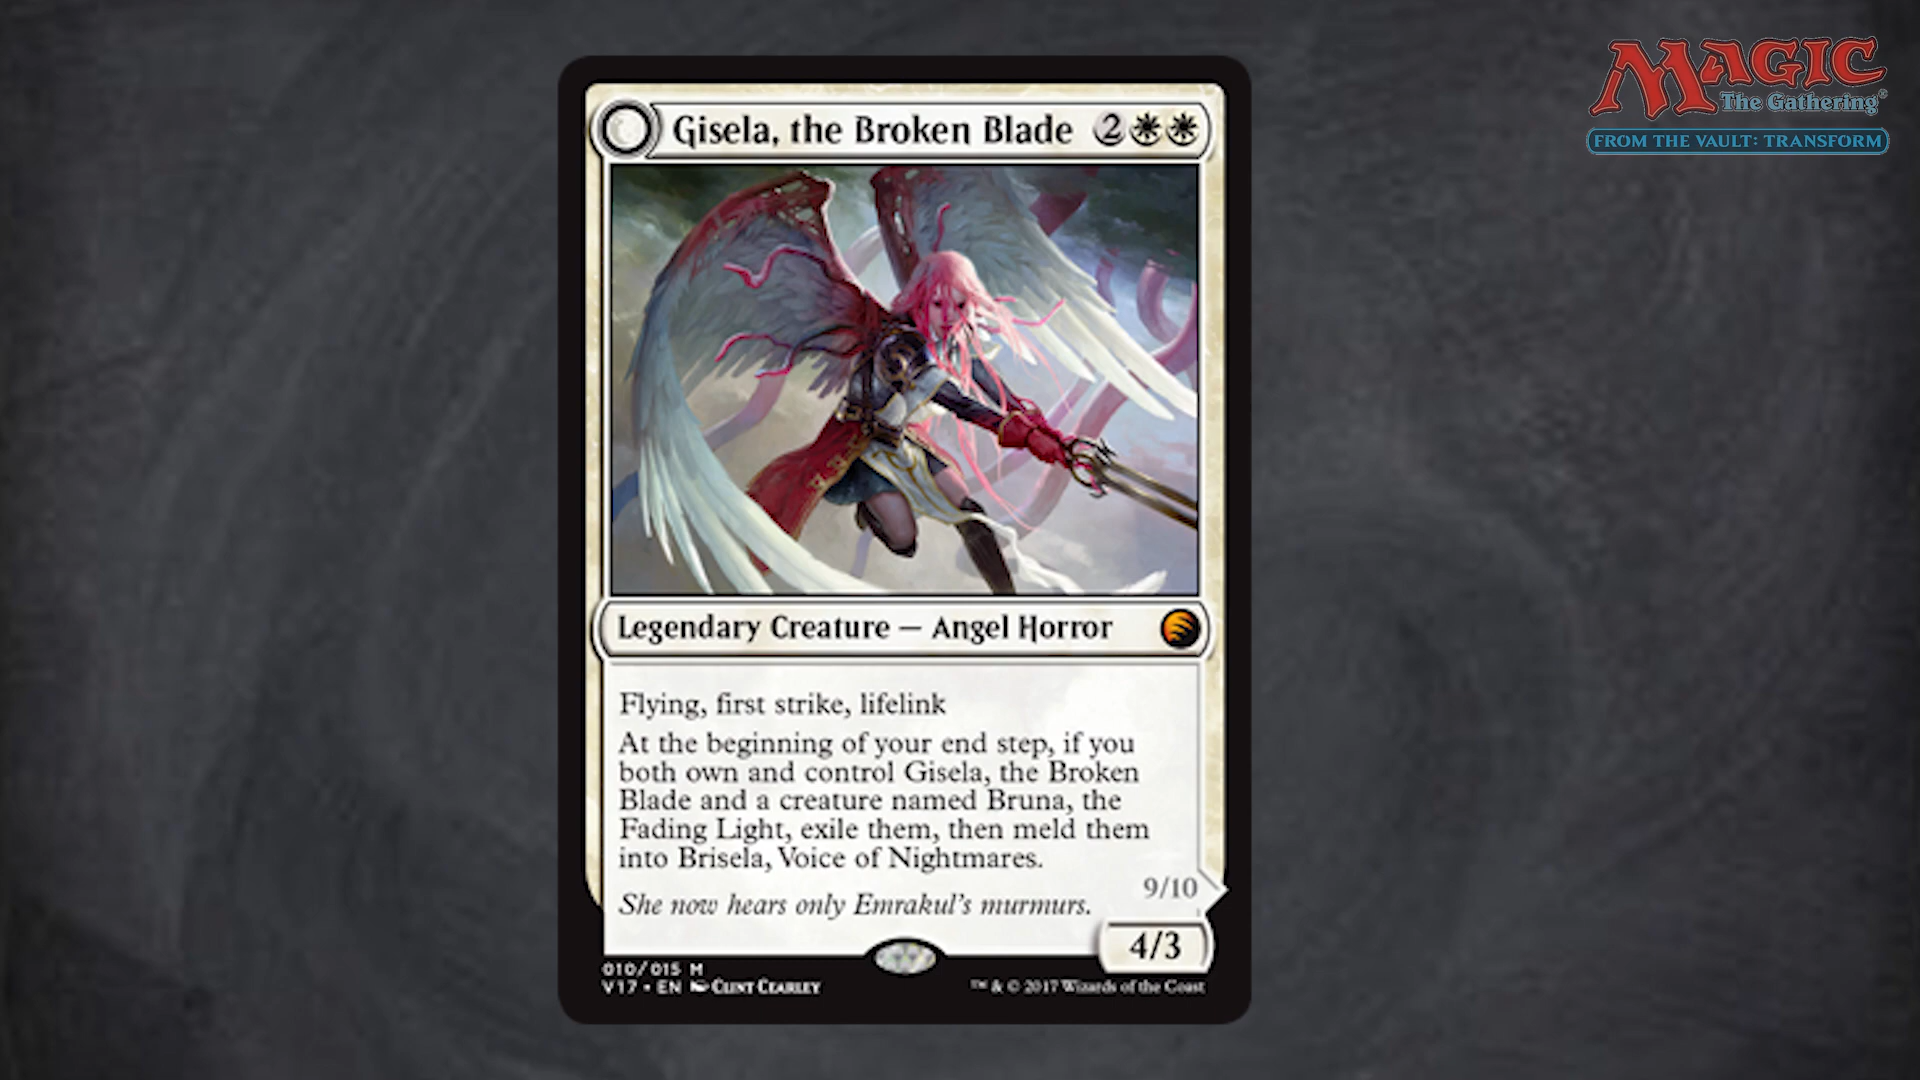 MAGIC
The Gathering®
FROM THE VAULT: TRANSFORM
Gisela, the Broken Blade 2
Legendary Creature — Angel Horror
Flying, first strike, lifelink
At the beginning of your end step, if you
both own and control Gisela, the Broken
Blade and a creature named Bruna, the
Fading Light, exile them, then meld them
into Brisela, Voice of Nightmares.
9/10
She now hears only Emrakul's murmurs.
4/3
010/015 M
V17 • EN Clint Cearley
™ & © 2017 Wizards of the Coast